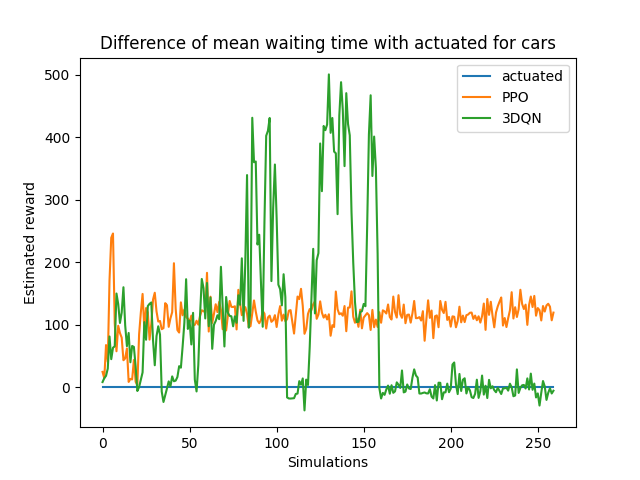 Difference of mean waiting time with actuated for cars
actuated
PPO
3DQN
Estimated reward
500
400
300
200
100
0
0 50 100 150 200 250
Simulations